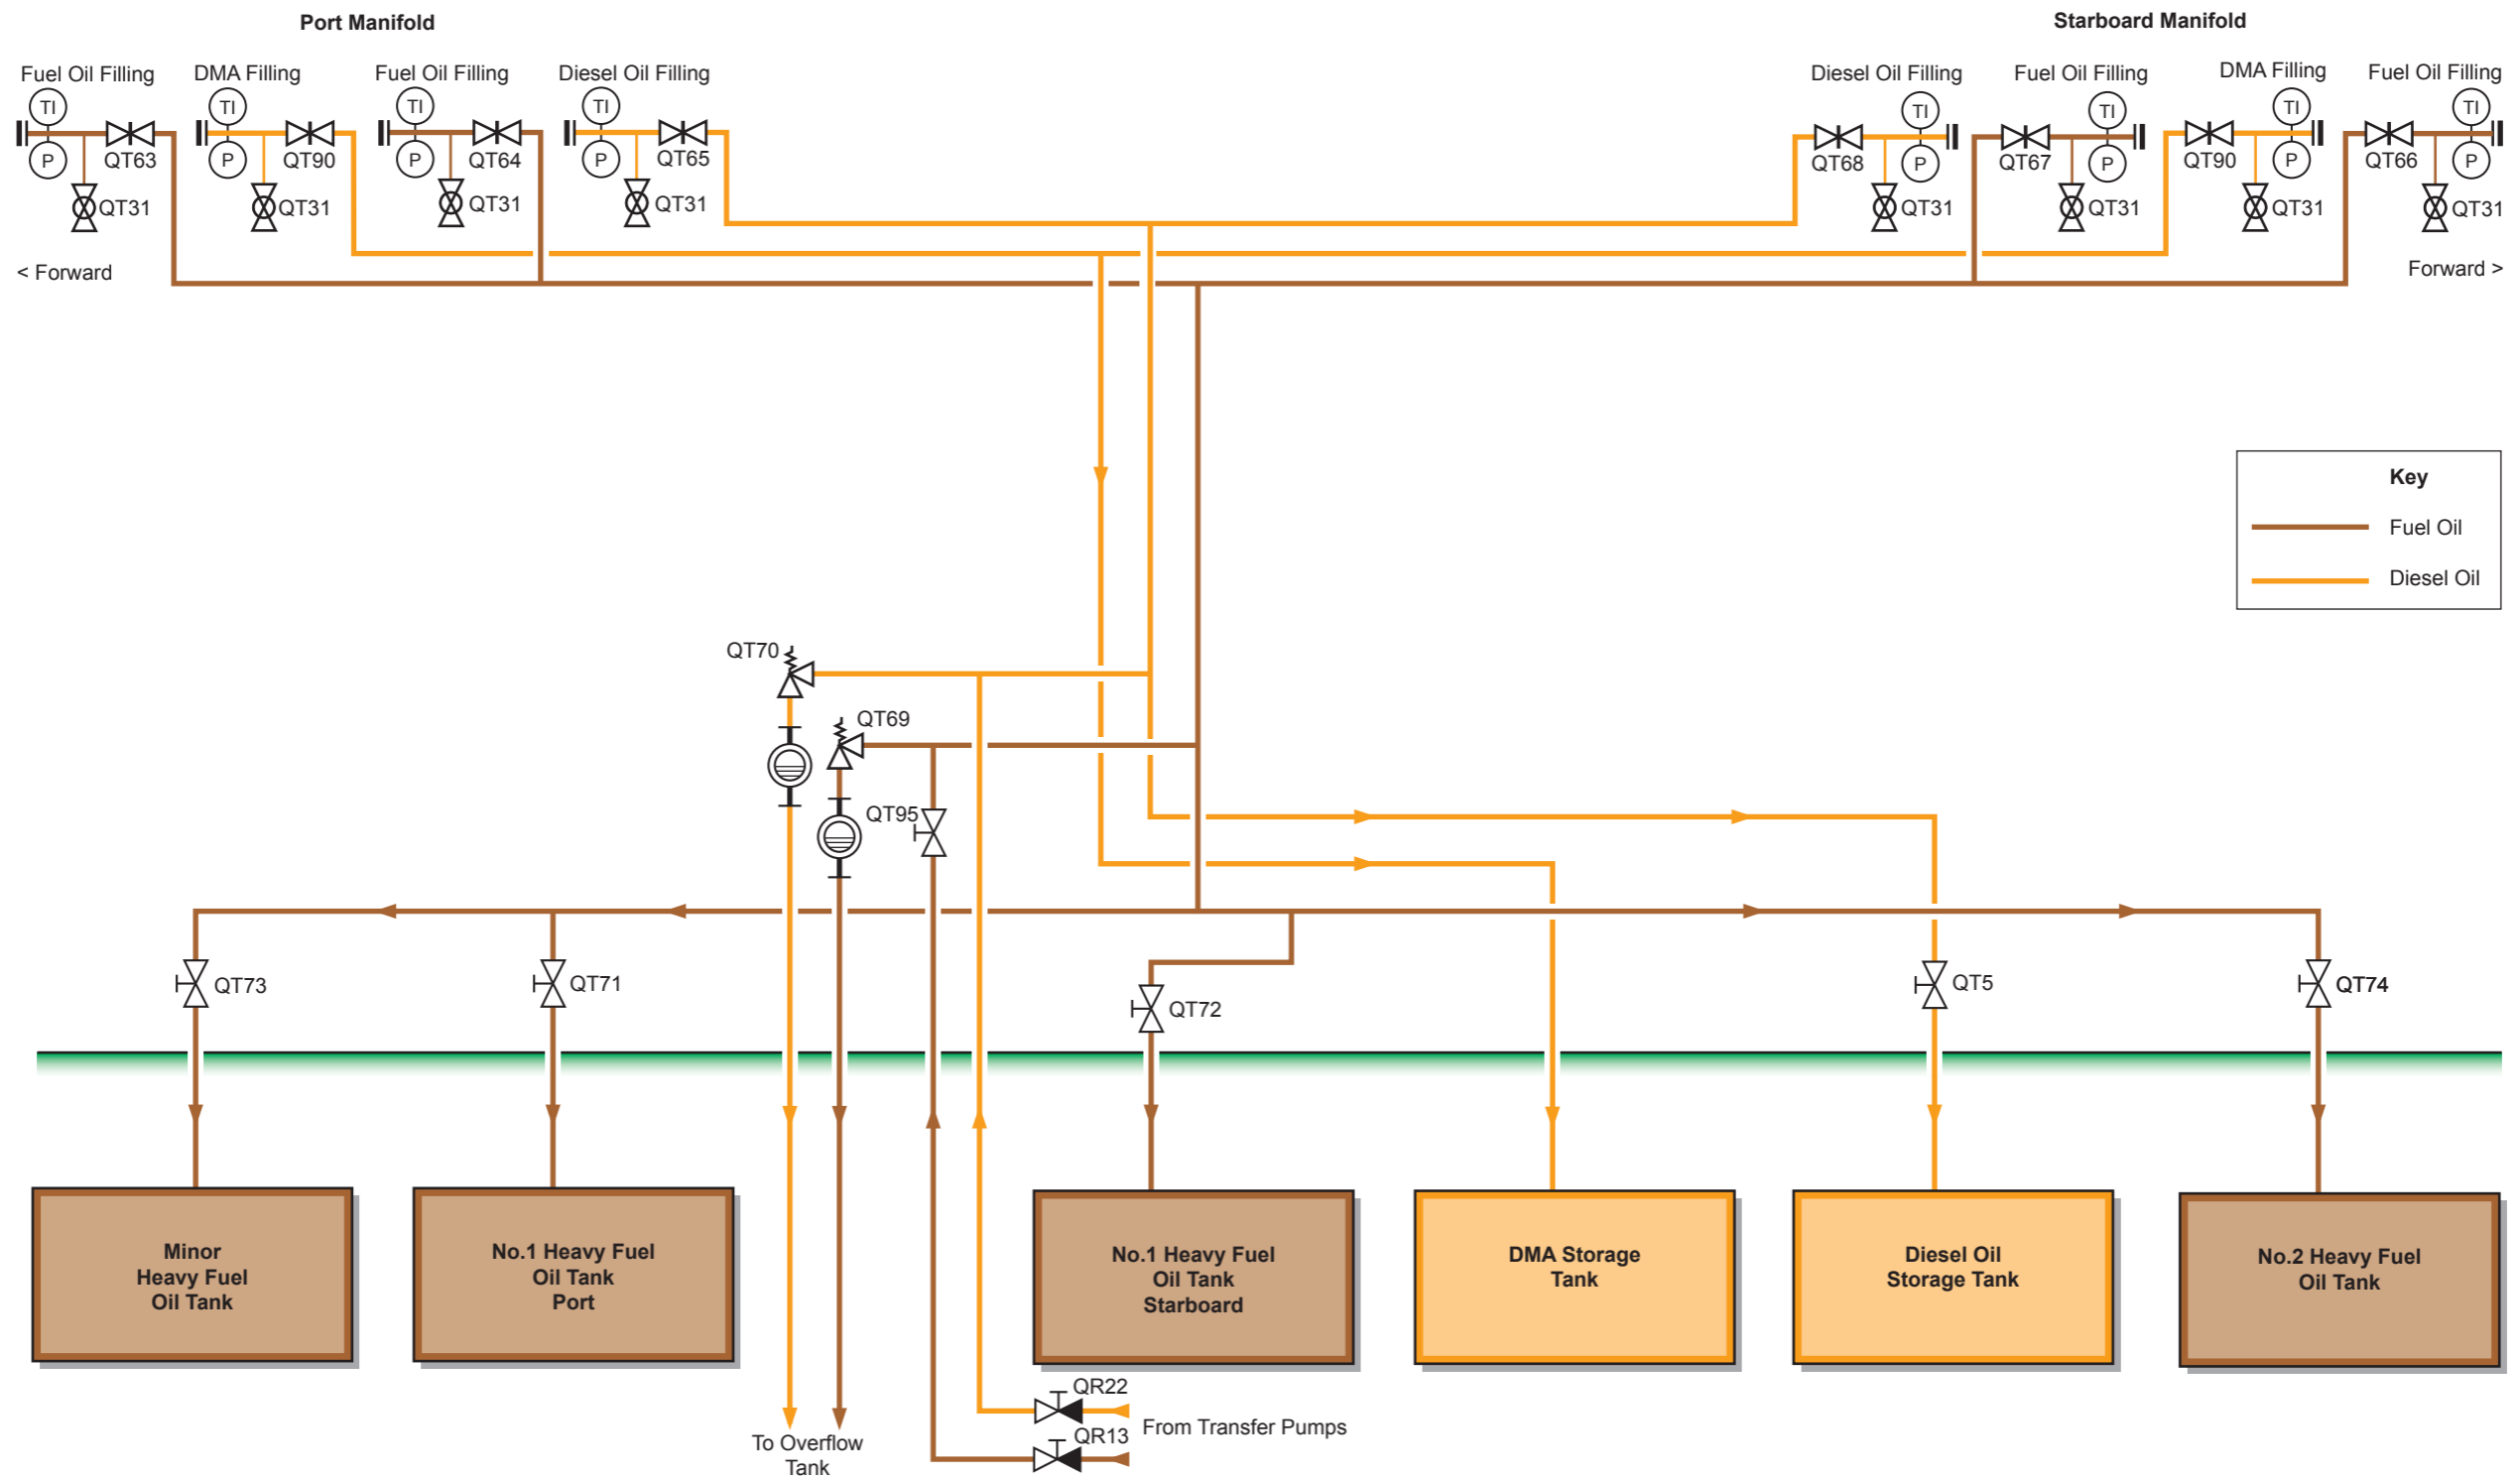 Port Manifold
Starboard Manifold
Fuel Oil Filling
DMA Filling
Fuel Oil Filling
Diesel Oil Filling
Diesel Oil Filling
Fuel Oil Filling
DMA Filling
Fuel Oil Filling
TI
TI
TI
TI
TI
TI
TI
TI
P
QT63
P
QT90
P
QT64
P
QT65
QT68
P
QT67
P
QT90
P
QT66
P
QT31
QT31
QT31
QT31
QT31
QT31
QT31
QT31
< Forward
Forward >
Key
Fuel Oil
Diesel Oil
QT70
QT69
QT95
QT73
QT71
QT72
QT5
QT74
Minor
Heavy Fuel
Oil Tank
No.1 Heavy Fuel
Oil Tank
Port
No.1 Heavy Fuel
Oil Tank
Starboard
DMA Storage
Tank
Diesel Oil
Storage Tank
No.2 Heavy Fuel
Oil Tank
QR22
From Transfer Pumps
QR13
To Overflow
Tank